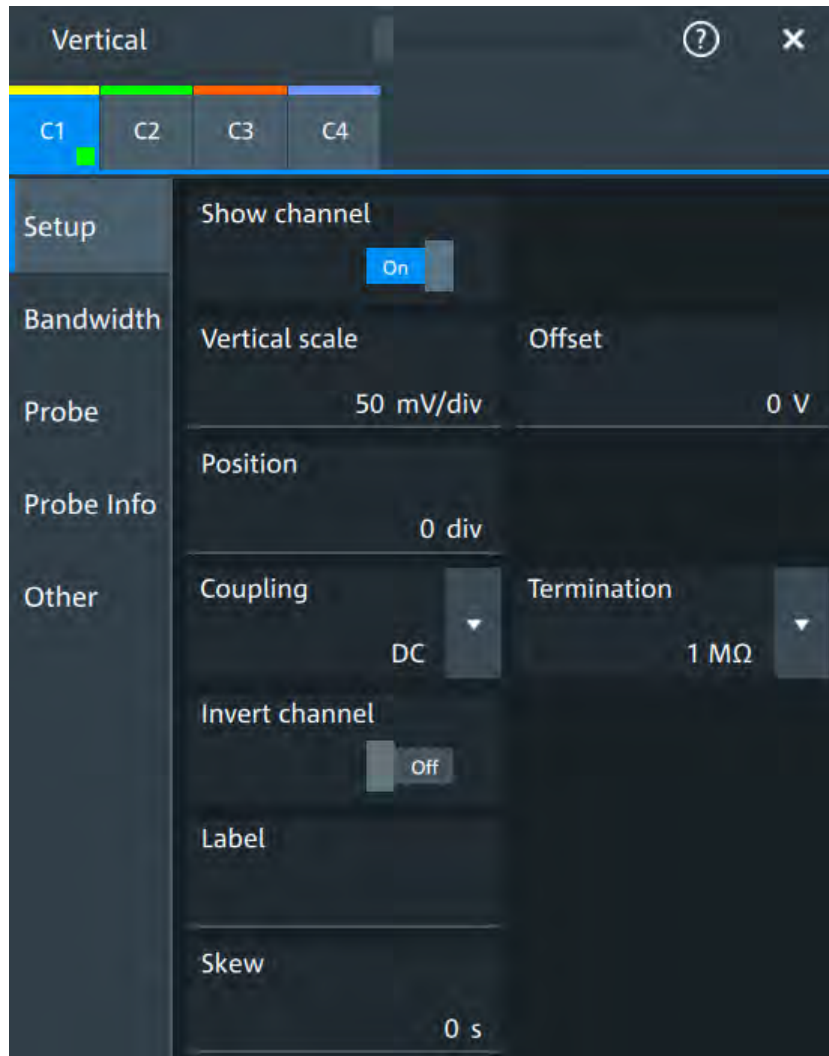 Vertical ?
C1 C2 C3 C4
Setup
Bandwidth
Probe
Probe Info
Other
Show channel
On
Vertical scale
50 mV/div
Offset
0 V
Position
0 div
Coupling
DC
Termination
1 MΩ
Invert channel
Off
Label
Skew
0 s